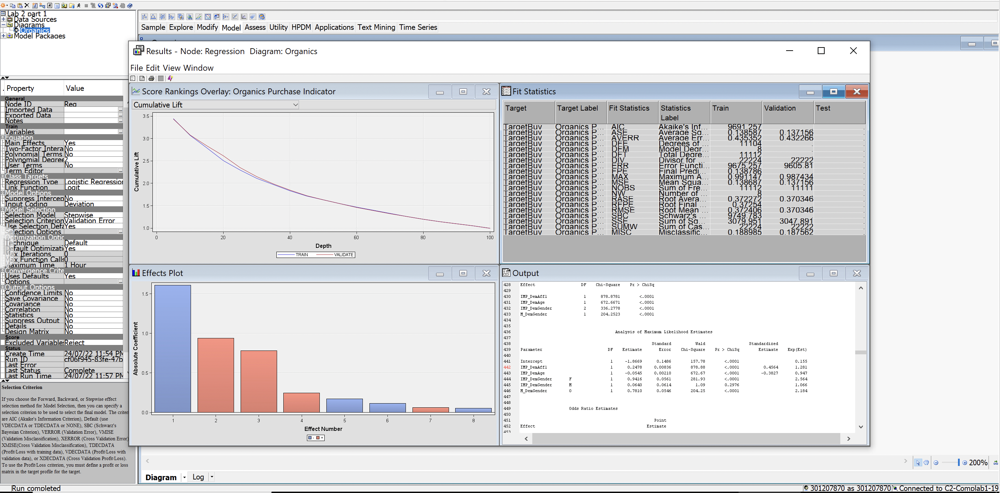 Lab 2 part 1
Data Sources
Diagrams
Organics
Model Packages
Sample Explore Modify Model Assess Utility HPDM Applications Text Mining Time Series
. Property Value
General
Node ID Reg
Imported Data ...
Exported Data ...
Notes ...
Train
Variables ...
Equation
Main Effects Yes
Two-Factor Intera No
Polynomial Terms No
Polynomial Degree 2
User Terms No
Term Editor ...
Class Targets
Regression Type Logistic Regression
Link Function Logit
Model Options
Suppress Intercep No
Input Coding Deviation
Model Selection
Selection Model Stepwise
Selection Criterion Validation Error
Use Selection Defa Yes
Selection Options ...
Optimization Optio
Technique Default
Default Optimizati Yes
Max Iterations 0
Max Function Calls 0
Maximum Time 1 Hour
Convergence Crite
Uses Defaults Yes
Options ...
Output Options
Confidence Limits No
Save Covariance No
Covariance No
Correlation No
Statistics No
Suppress Output No
Details No
Design Matrix No
Score
Excluded Variables Reject
Status
Create Time 24/07/22 11:54 PM
Run ID cf06f945-83fe-47b
Last Error
Last Status Complete
Last Run Time 24/07/22 11:57 PM
Selection Criterion
If you choose the Forward, Backward, or Stepwise effect
selection method for Model Selection, then you can specify a
selection criterion to be used to select the final model. The criteri
are AIC (Akaike's Information Criterion), Default (use
VDECDATA or TDECDATA or NONE), SBC (Schwarz's
Bayesian Criterion), VERROR (Validation Error), VMISE
(Validation Misclassification), XERROR (Cross Validation Error)
XMISE(Cross Validation Misclassification), TDECDATA
(Profit/Loss with training data), VDECDATA (Profit/Loss with
validation data), or XDECDATA (Cross Validation Profit/Loss).
To use the Profit/Loss criterion, you must define a profit or loss
matrix in the target profile for the target.
Results - Node: Regression Diagram: Organics
File Edit View Window
Score Rankings Overlay: Organics Purchase Indicator
Cumulative Lift
Cumulative Lift
3.5
3.0
2.5
2.0
1.5
1.0
0 20 40 60 80 100
Depth
TRAIN VALIDATE
Fit Statistics
Target Target Label Fit Statistics Statistics Label Train Validation Test
TargetBuy Organics P... AIC Akaike's Inf... 9691.257 .
TargetBuy Organics P... ASE Average Sq... 0.138587 0.137156 .
TargetBuy Organics P... AVERR Average Err... 0.435352 0.432266 .
TargetBuy Organics P... DFE Degrees of ... 11104 . .
TargetBuy Organics P... DFM Model Degr... 8 . .
TargetBuy Organics P... DFT Total Degre... 11112 . .
TargetBuy Organics P... DIV Divisor for ... 22224 22222 .
TargetBuy Organics P... ERR Error Functi... 9675.257 9605.81 .
TargetBuy Organics P... FPE Final Predi... 0.138786 . .
TargetBuy Organics P... MAX Maximum A... 0.991147 0.987434 .
TargetBuy Organics P... MSE Mean Squa... 0.138687 0.137156 .
TargetBuy Organics P... NOBS Sum of Fre... 11112 11111 .
TargetBuy Organics P... NW Number of ... 8 . .
TargetBuy Organics P... RASE Root Avera... 0.372272 0.370346 .
TargetBuy Organics P... RFPE Root Final ... 0.37254 . .
TargetBuy Organics P... RMSE Root Mean ... 0.372406 0.370346 .
TargetBuy Organics P... SBC Schwarz's ... 9749.783 . .
TargetBuy Organics P... SSE Sum of Sq... 3079.951 3047.891 .
TargetBuy Organics P... SUMW Sum of Cas... 22224 22222 .
TargetBuy Organics P... MISC Misclassific... 0.188985 0.187562 .
Effects Plot
Absolute Coefficient
1.5
1.0
0.5
0.0
1 2 3 4 5 6 7 8
Effect Number
- +
Output
428 Effect DF Chi-Square Pr > ChiSq
429
430 IMP_DemAffl 1 878.8781 <.0001
431 IMP_DemAge 1 672.6671 <.0001
432 IMP_DemGender 2 336.2778 <.0001
433 M_DemGender 1 204.2523 <.0001
434
435
436 Analysis of Maximum Likelihood Estimates
437
438 Standard Wald Standardized
439 Parameter DF Estimate Error Chi-Square Pr > ChiSq Estimate Exp(Est)
440
441 Intercept 1 -1.8669 0.1486 157.78 <.0001 0.155
442 IMP_DemAffl 1 0.2478 0.00836 878.88 <.0001 0.4564 1.281
443 IMP_DemAge 1 -0.0545 0.00210 672.67 <.0001 -0.3827 0.947
444 IMP_DemGender F 1 0.9416 0.0561 281.93 <.0001 2.564
445 IMP_DemGender M 1 0.0640 0.0614 1.09 0.2976 1.066
446 M_DemGender 0 1 0.7810 0.0546 204.25 <.0001 2.184
447
448
449 Odds Ratio Estimates
450
451 Point
452 Effect Estimate
453
200%
Diagram Log
Run completed
301207870 as 301207870 Connected to C2-Complab1-19